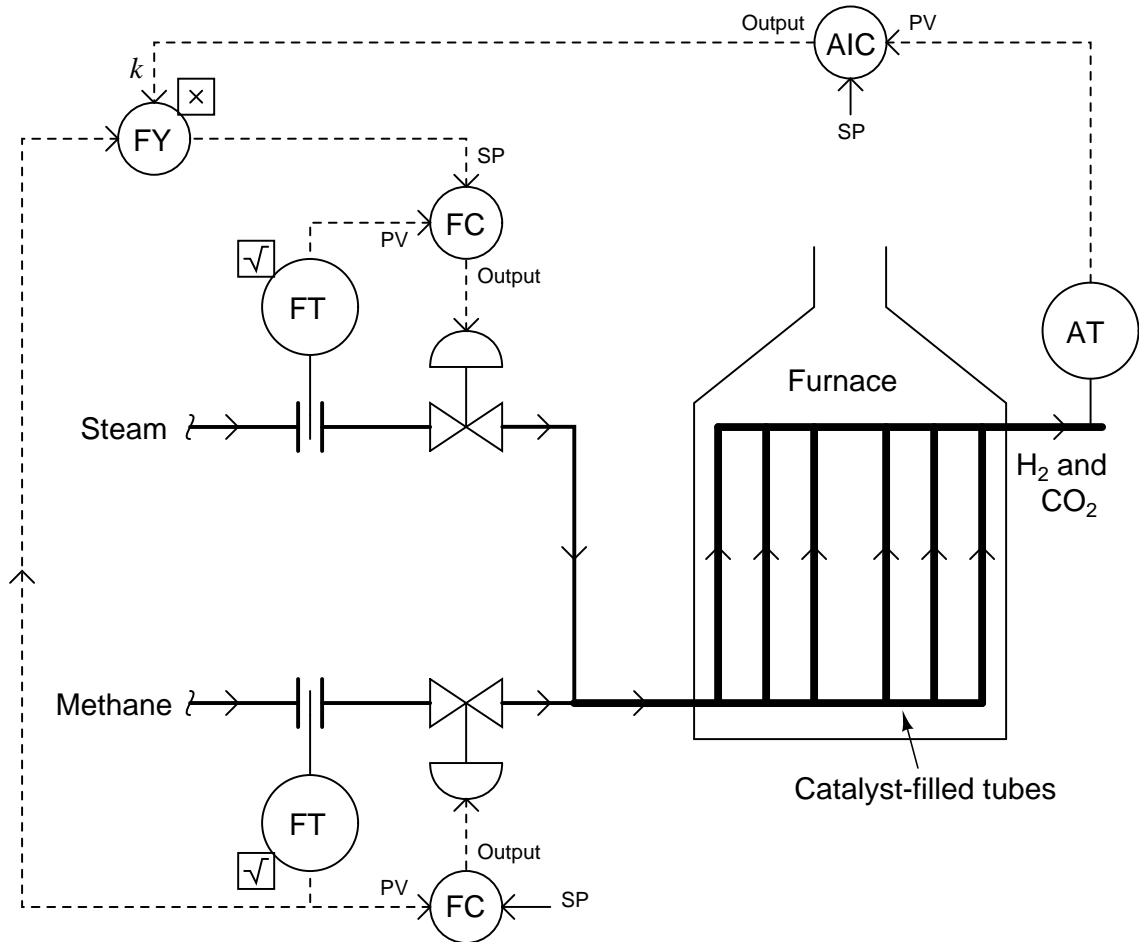 Output
AIC
PV
k
×
SP
FY
SP
FC
PV
√
Output
FT
AT
Furnace
Steam
H₂ and
CO₂
Methane
Catalyst-filled tubes
FT
Output
√
PV
FC
SP